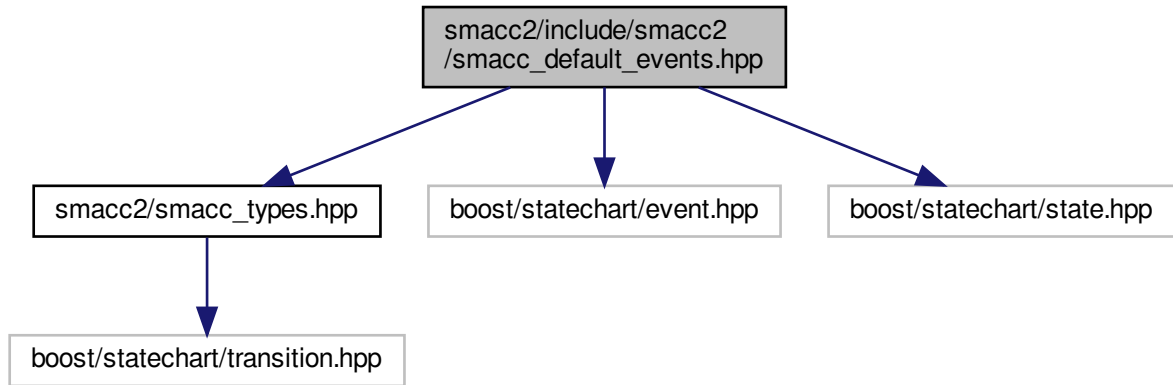 smacc2/include/smacc2
/smacc_default_events.hpp
smacc2/smacc_types.hpp
boost/statechart/event.hpp
boost/statechart/state.hpp
boost/statechart/transition.hpp